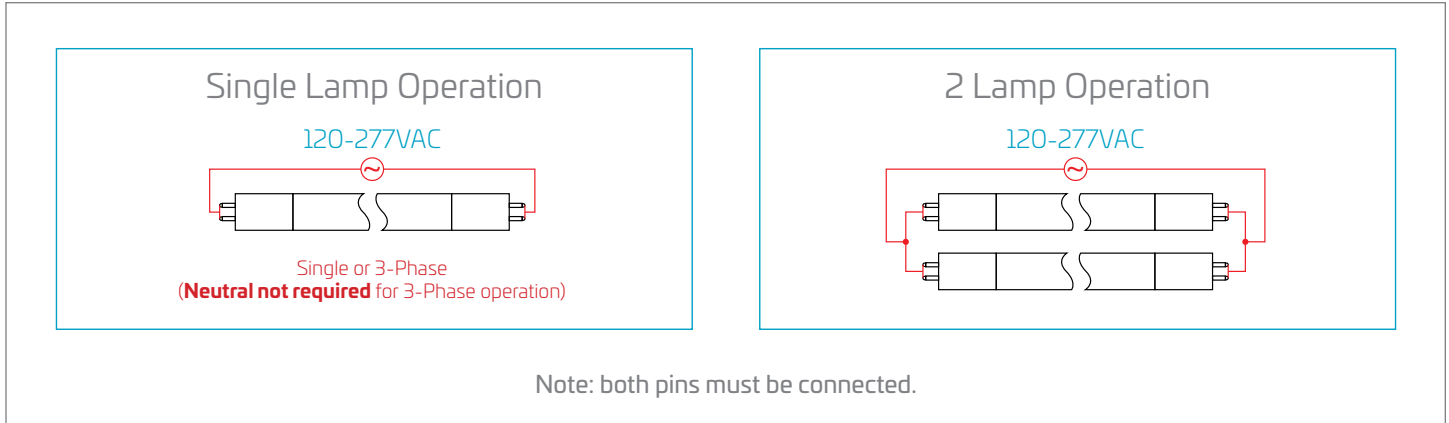 Single Lamp Operation
120-277VAC
Single or 3-Phase
(Neutral not required for 3-Phase operation)
2 Lamp Operation
120-277VAC
Note: both pins must be connected.